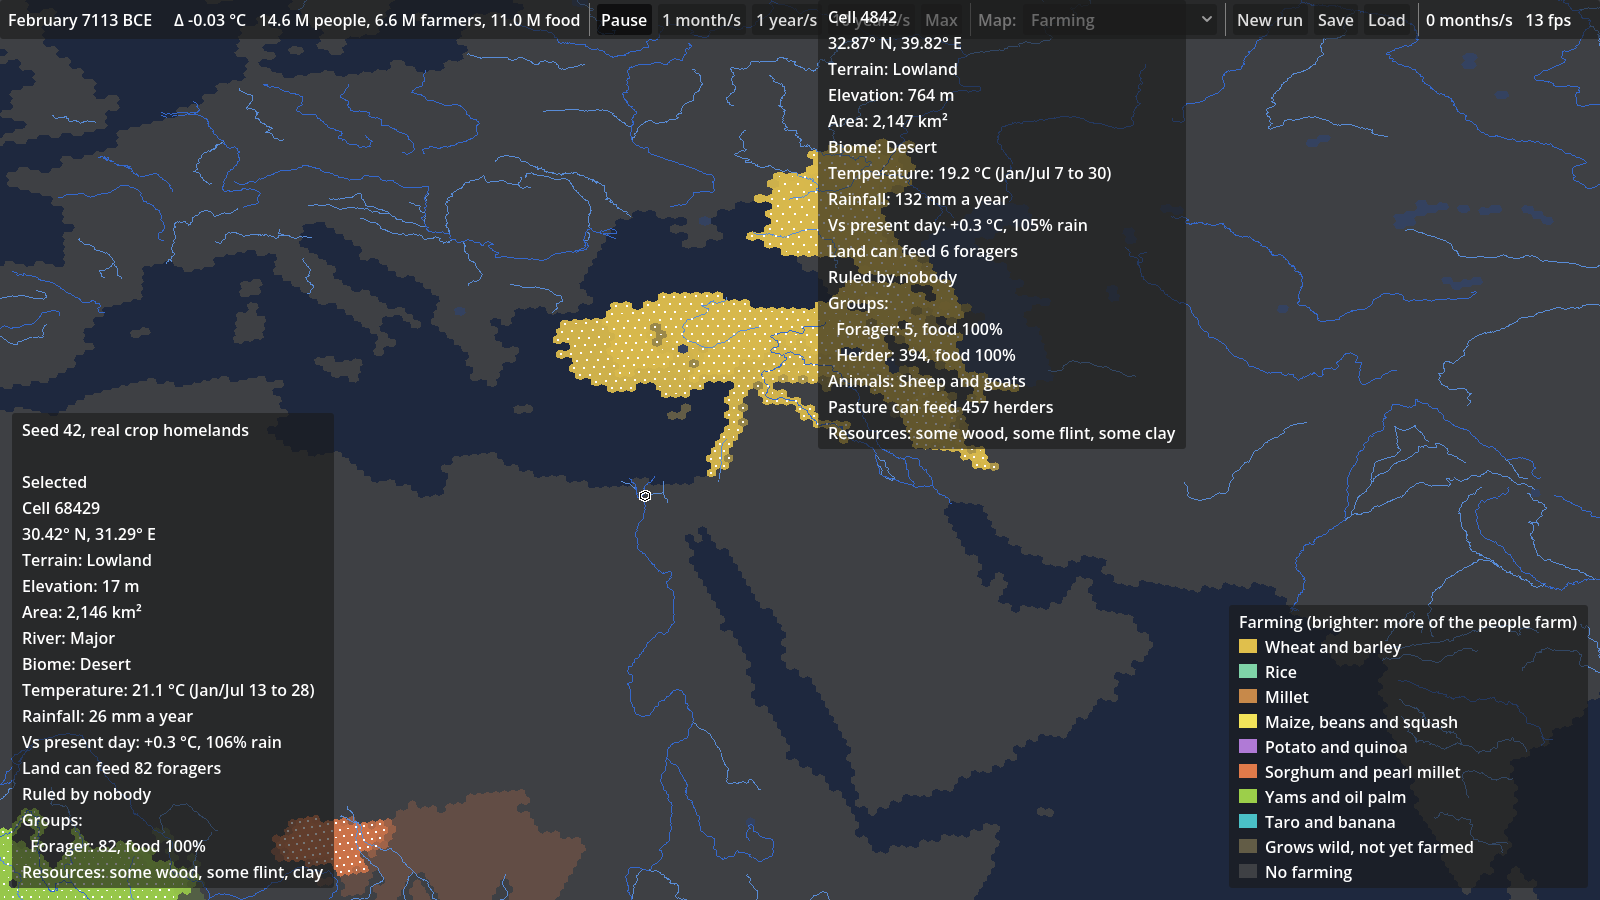 February 7113 BCE Δ -0.03 °C 14.6 M people, 6.6 M farmers, 11.0 M food Pause 1 month/s 1 year/s Max Map: Farming New run Save Load 0 months/s 13 fps
Cell 4842
32.87° N, 39.82° E
Terrain: Lowland
Elevation: 764 m
Area: 2,147 km²
Biome: Desert
Temperature: 19.2 °C (Jan/Jul 7 to 30)
Rainfall: 132 mm a year
Vs present day: +0.3 °C, 105% rain
Land can feed 6 foragers
Ruled by nobody
Groups:
Forager: 5, food 100%
Herder: 394, food 100%
Animals: Sheep and goats
Pasture can feed 457 herders
Resources: some wood, some flint, some clay
Seed 42, real crop homelands
Selected
Cell 68429
30.42° N, 31.29° E
Terrain: Lowland
Elevation: 17 m
Area: 2,146 km²
River: Major
Biome: Desert
Temperature: 21.1 °C (Jan/Jul 13 to 28)
Rainfall: 26 mm a year
Vs present day: +0.3 °C, 106% rain
Land can feed 82 foragers
Ruled by nobody
Groups:
Forager: 82, food 100%
Resources: some wood, some flint, clay
Farming (brighter: more of the people farm)
Wheat and barley
Rice
Millet
Maize, beans and squash
Potato and quinoa
Sorghum and pearl millet
Yams and oil palm
Taro and banana
Grows wild, not yet farmed
No farming